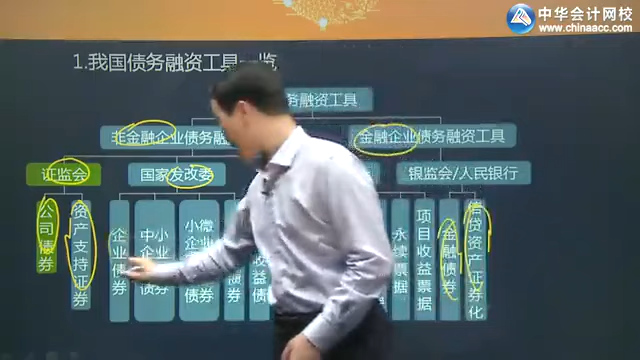 中华会计网校
www.chinaacc.com
1.我国债务融资工具一览
务融资工具
非金融企业债务融
金融企业债务融资工具
证监会
国家发改委
银监会/人民银行
公司债券
资产支持证券
企业债券
中小企
债券
小微企
债券
收
债
永续票据
项目收益票据
金融债券
信贷资产证券化